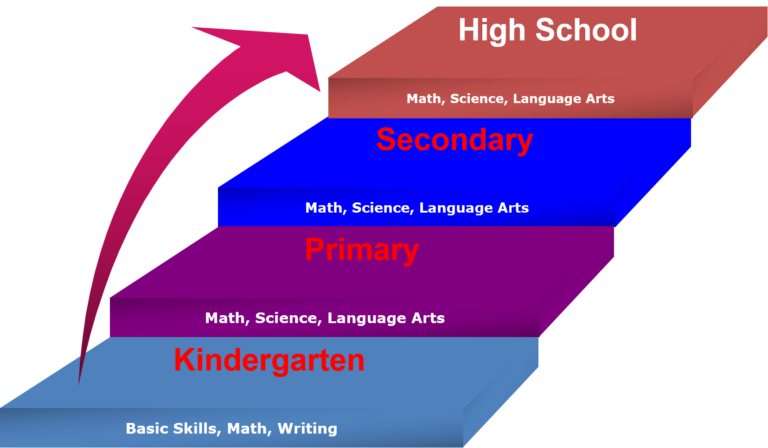 High School
Math, Science, Language Arts
Secondary
Math, Science, Language Arts
Primary
Math, Science, Language Arts
Kindergarten
Basic Skills, Math, Writing